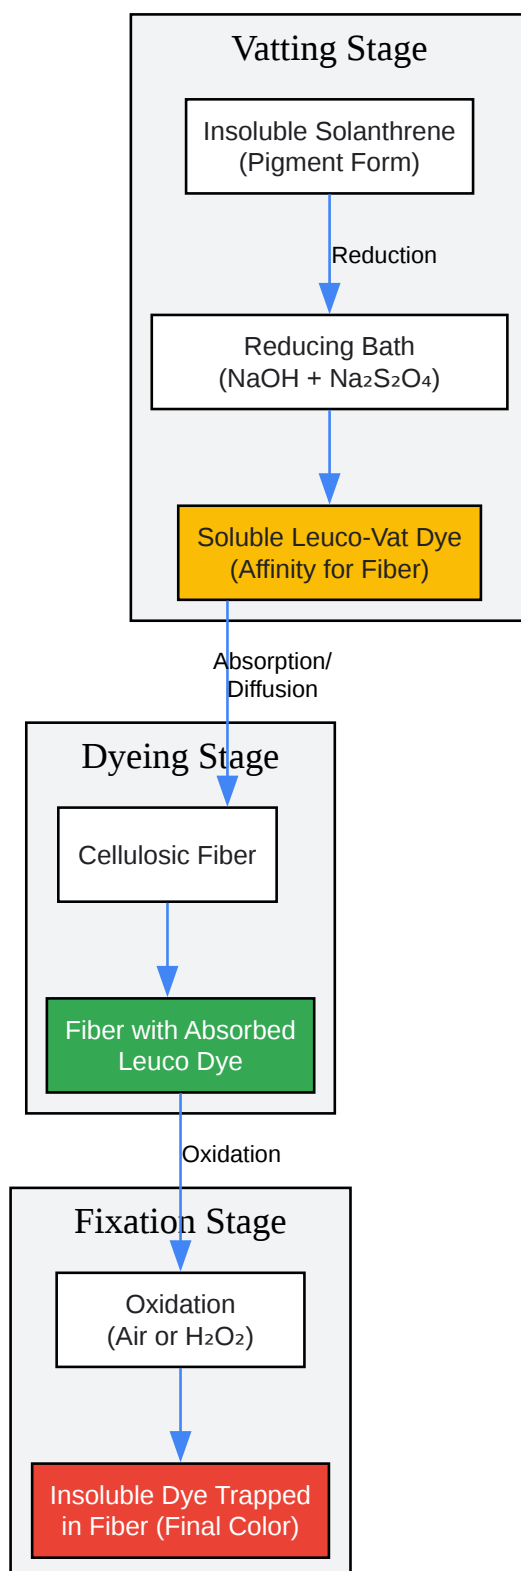 Vatting Stage
Insoluble Solanthrene
(Pigment Form)
Reduction
Reducing Bath
(NaOH + Na₂S₂O₄)
Soluble Leuco-Vat Dye
(Affinity for Fiber)
Absorption/
Diffusion
Dyeing Stage
Cellulosic Fiber
Fiber with Absorbed
Leuco Dye
Oxidation
Fixation Stage
Oxidation
(Air or H₂O₂)
Insoluble Dye Trapped
in Fiber (Final Color)